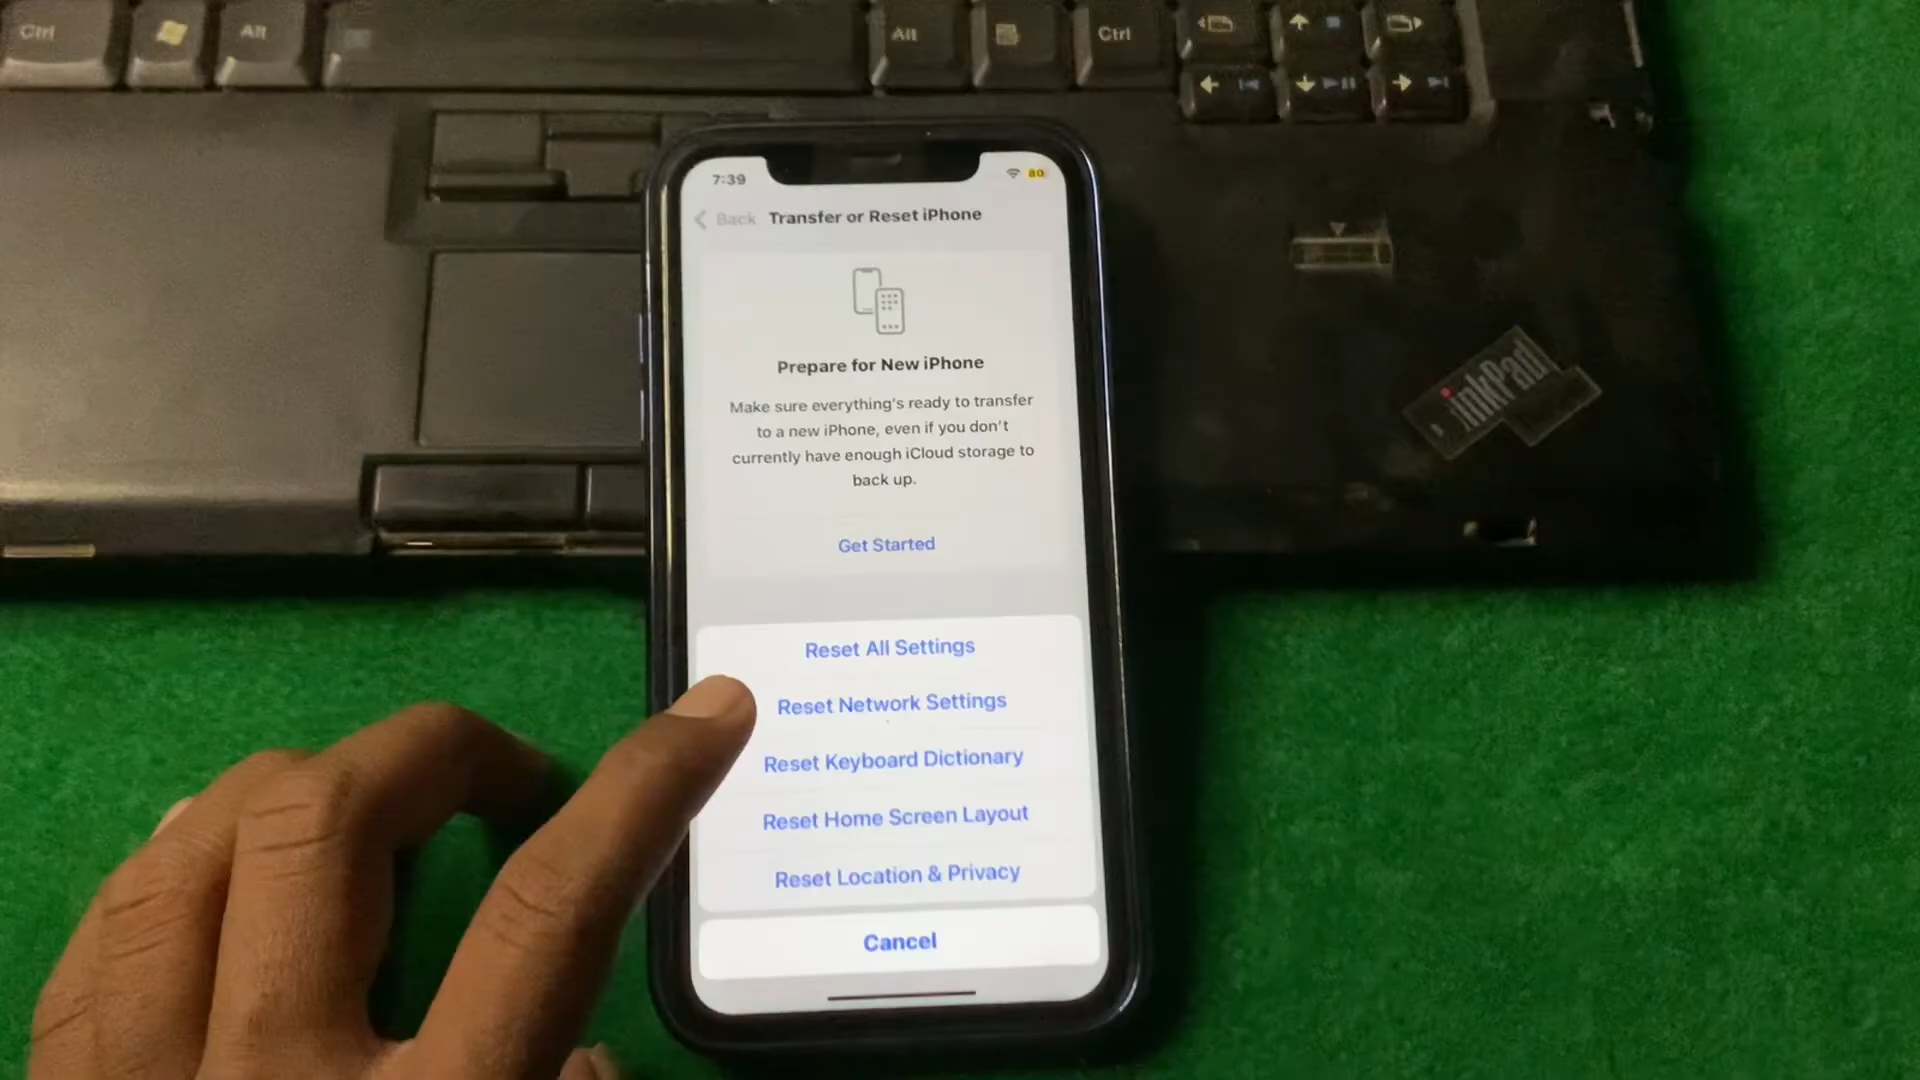 Ctrl
Alt
Alt
Ctrl
7:39
80
Back
Transfer or Reset iPhone
Prepare for New iPhone
Make sure everything's ready to transfer
to a new iPhone, even if you don't
currently have enough iCloud storage to
back up.
Get Started
Reset All Settings
Reset Network Settings
Reset Keyboard Dictionary
Reset Home Screen Layout
Reset Location & Privacy
Cancel
inkPad